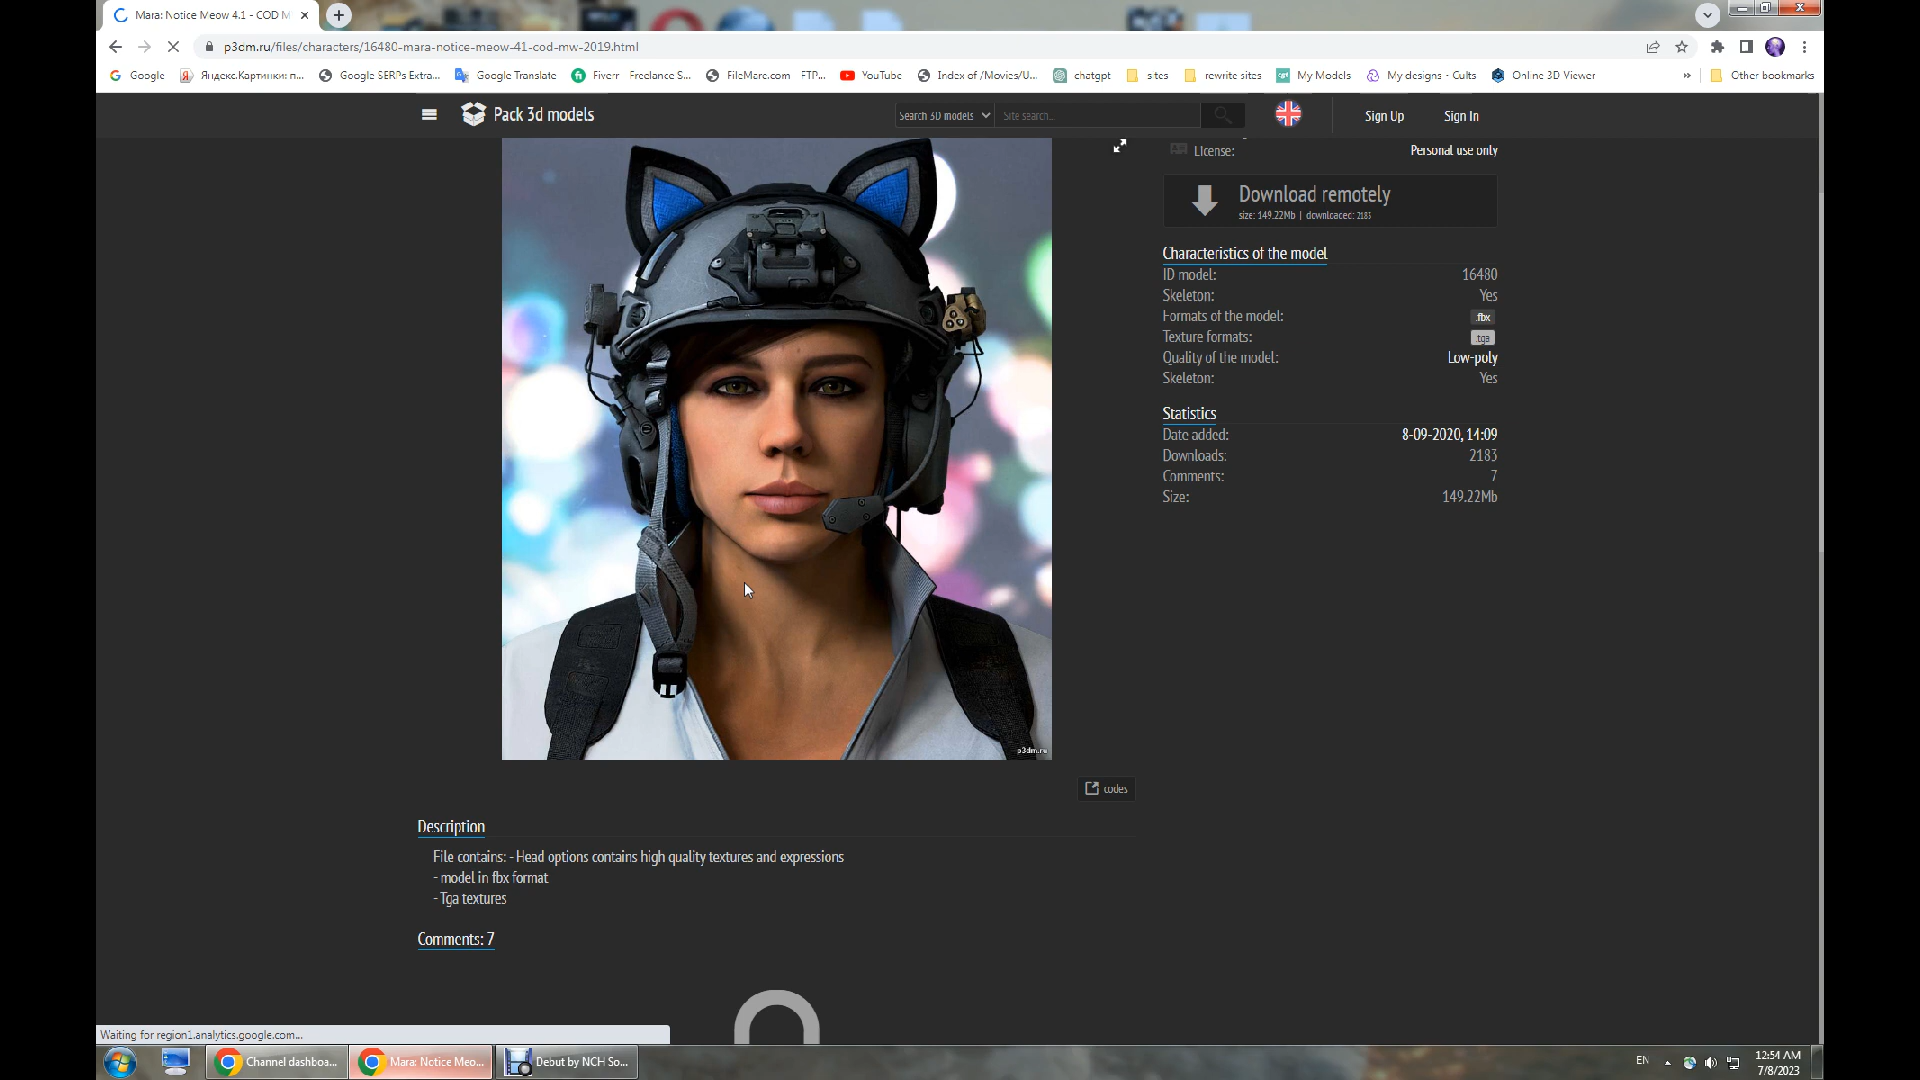 Mara: Notice Meow 4.1 - COD M
p3dm.ru/files/characters/16480-mara-notice-meow-41-cod-mw-2019.html
Google
Яндекс.Картинки: п...
Google SERPs Extra...
Google Translate
Fiverr - Freelance S...
FileMare.com - FTP...
YouTube
Index of /Movies/U...
chatgpt
sites
rewrite sites
My Models
My designs - Cults
Online 3D Viewer
»
Other bookmarks
Pack 3d models
Search 3D models
Site search...
Sign Up
Sign In
License: Personal use only
Download remotely
size: 149.22Mb | downloaded: 2183
Characteristics of the model
ID model: 16480
Skeleton: Yes
Formats of the model: .fbx
Texture formats: .tga
Quality of the model: Low-poly
Skeleton: Yes
Statistics
Date added: 8-09-2020, 14:09
Downloads: 2183
Comments: 7
Size: 149.22Mb
p3dm.ru
codes
Description
File contains: - Head options contains high quality textures and expressions
- model in fbx format
- Tga textures
Comments: 7
Waiting for region1.analytics.google.com...
Channel dashboa...
Mara: Notice Meo...
Debut by NCH So...
EN
12:54 AM
7/8/2023